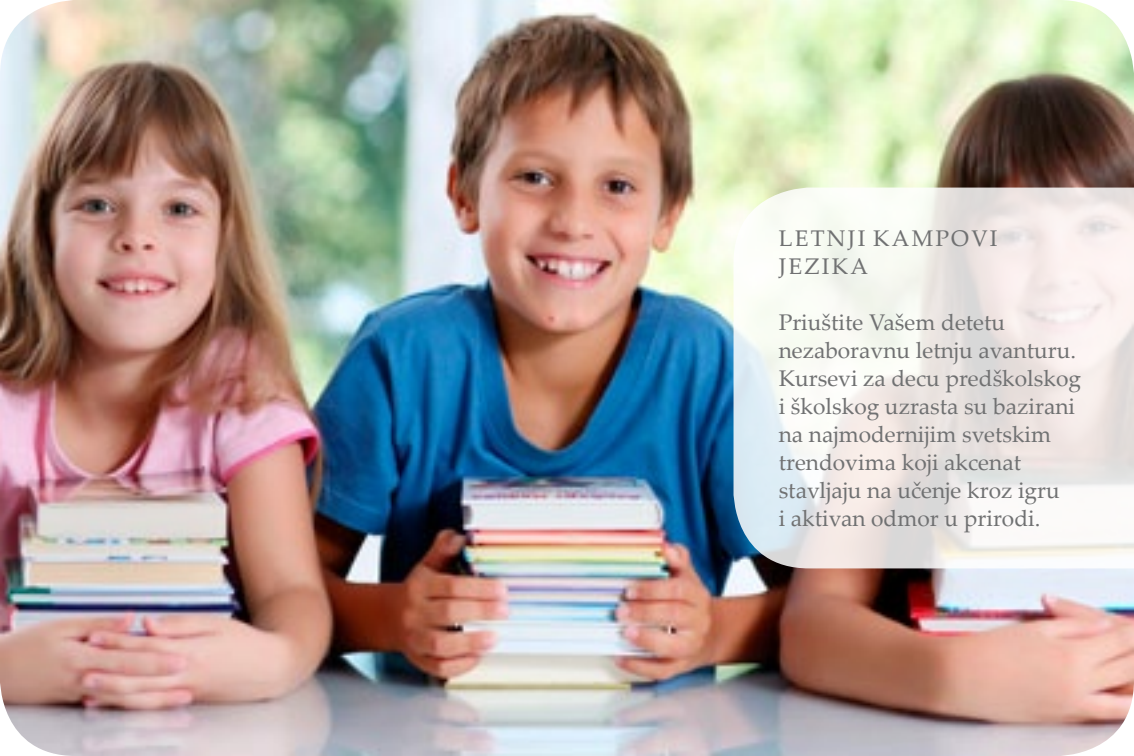 LETNJI KAMPOVI
JEZIKA
Priuštite Vašem detetu
nezaboravnu letnju avanturu.
Kursevi za decu predškolskog
i školskog uzrasta su bazirani
na najmodernijim svetskim
trendovima koji akcenat
stavljaju na učenje kroz igru
i aktivan odmor u prirodi.